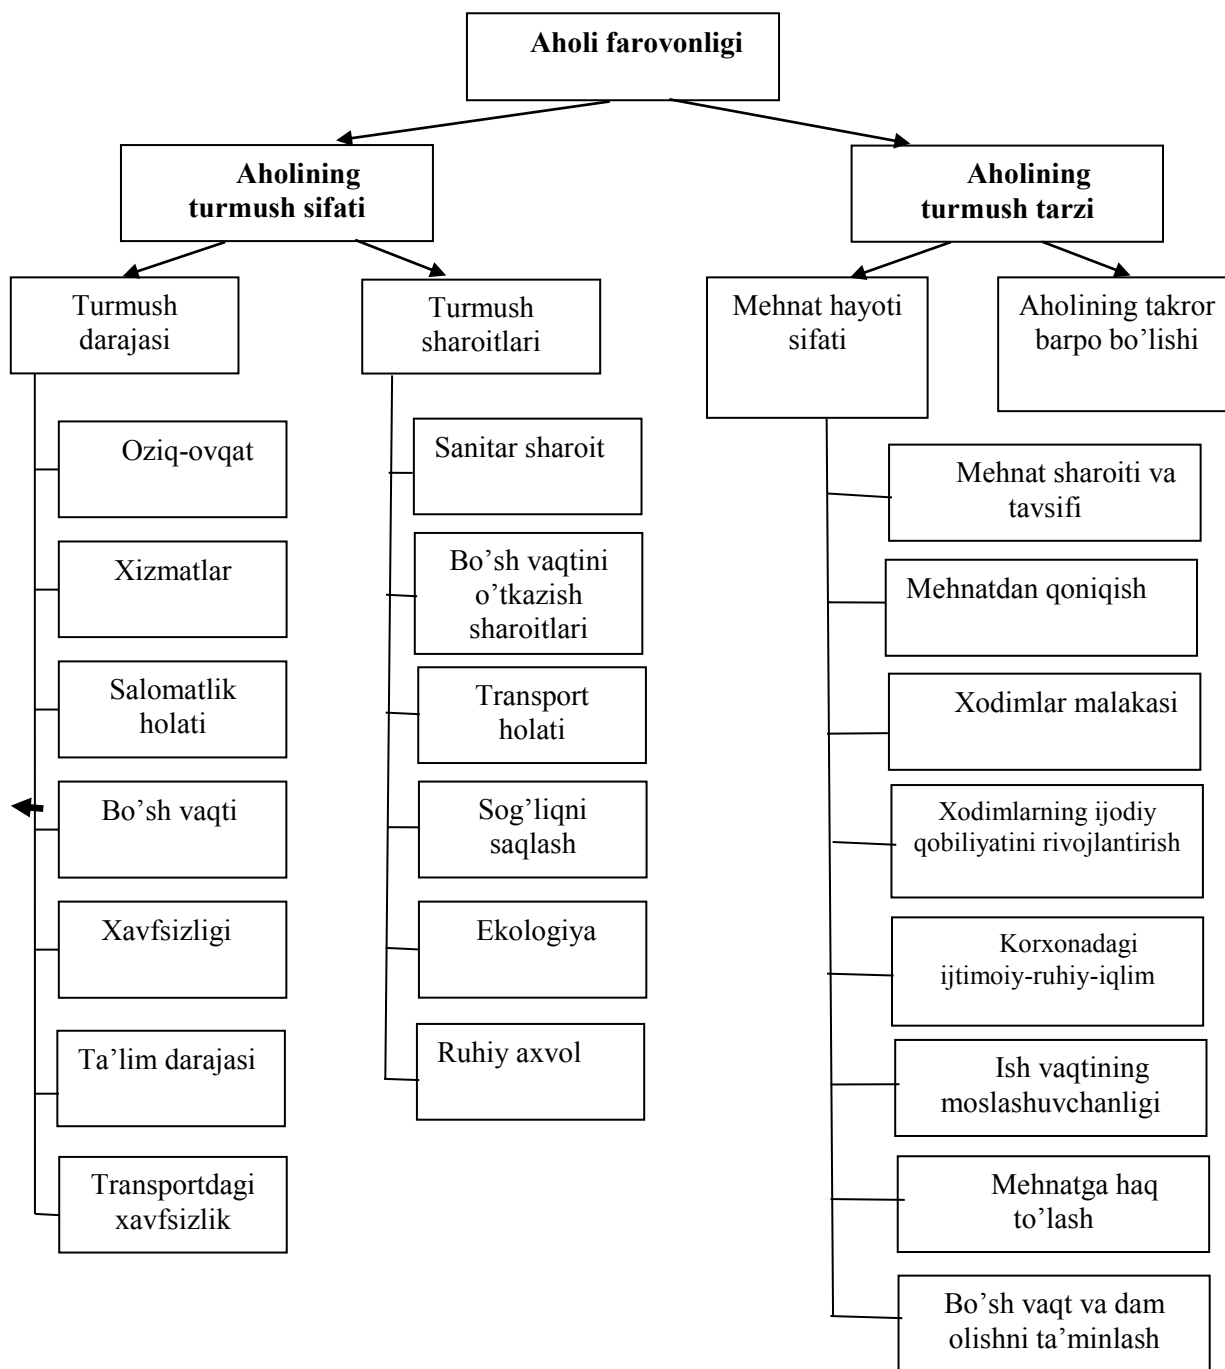 Aholi farovonligi
Aholining
turmush sifati
Aholining
turmush tarzi
Turmush
darajasi
Turmush
sharoitlari
Mehnat hayoti
sifati
Aholining takror
barpo bo’lishi
Oziq-ovqat
Xizmatlar
Salomatlik
holati
Bo’sh vaqti
Xavfsizligi
Ta’lim darajasi
Transportdagi
xavfsizlik
Sanitar sharoit
Bo’sh vaqtini
o’tkazish
sharoitlari
Transport
holati
Sog’liqni
saqlash
Ekologiya
Ruhiy axvol
Mehnat sharoiti va
tavsifi
Mehnatdan qoniqish
Xodimlar malakasi
Xodimlarning ijodiy
qobiliyatini rivojlantirish
Korxonadagi
ijtimoiy-ruhiy-iqlim
Ish vaqtining
moslashuvchanligi
Mehnatga haq
to’lash
Bo’sh vaqt va dam
olishni ta’minlash